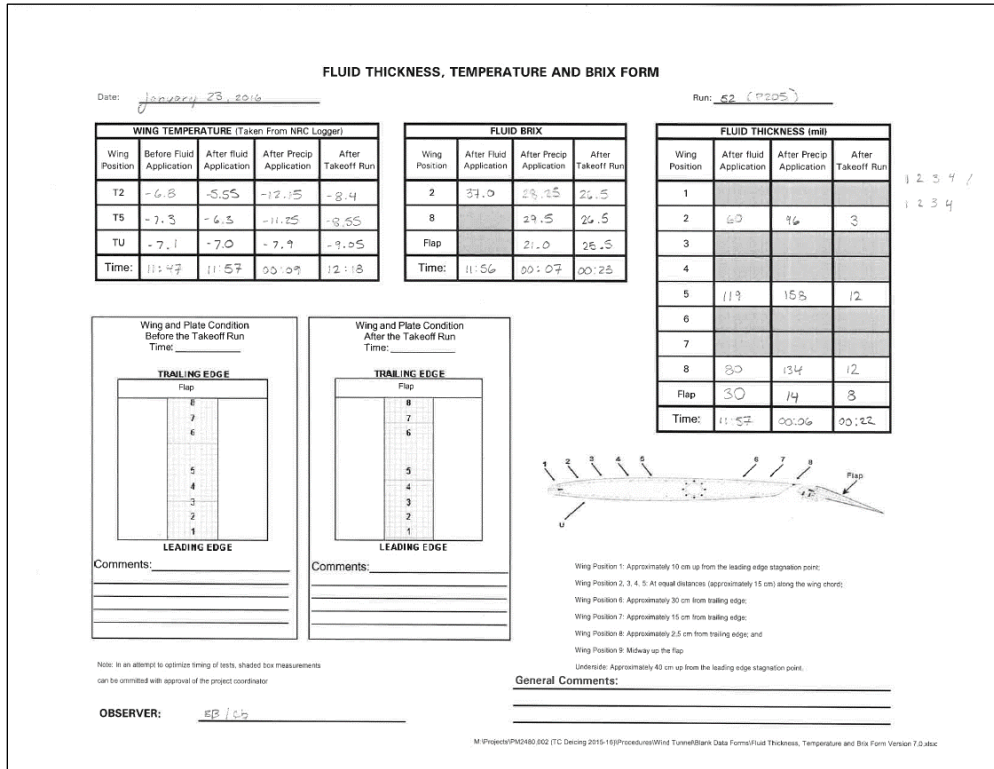 FLUID THICKNESS, TEMPERATURE AND BRIX FORM
Date: January 23, 2016
Run: 52 (P205)
WING TEMPERATURE (Taken From NRC Logger)
Wing Position Before Fluid Application After fluid Application After Precip Application After Takeoff Run
T2 -6.8 -5.55 -12.15 -8.4
T5 -7.3 -6.3 -11.25 -8.55
TU -7.1 -7.0 -7.9 -9.05
Time: 11:47 11:57 00:09 12:18
FLUID BRIX
Wing Position After Fluid Application After Precip Application After Takeoff Run
2 37.0 28.25 26.5
8 29.5 26.5
Flap 21.0 25.5
Time: 11:56 00:07 00:23
FLUID THICKNESS (mil)
Wing Position After fluid Application After Precip Application After Takeoff Run
1
2 60 96 3
3
4
5 119 158 12
6
7
8 80 134 12
Flap 30 14 8
Time: 11:57 00:06 00:22
1 2 3 4 /
1 2 3 4
Wing and Plate Condition
Before the Takeoff Run
Time:
TRAILING EDGE
Flap
8
7
6
5
4
3
2
1
LEADING EDGE
Comments:
Wing and Plate Condition
After the Takeoff Run
Time:
TRAILING EDGE
Flap
8
7
6
5
4
3
2
1
LEADING EDGE
Comments:
1 2 3 4 5 6 7 8
Flap
U
Wing Position 1: Approximately 10 cm up from the leading edge stagnation point;
Wing Position 2, 3, 4, 5: At equal distances (approximately 15 cm) along the wing chord;
Wing Position 6: Approximately 30 cm from trailing edge;
Wing Position 7: Approximately 15 cm from trailing edge;
Wing Position 8: Approximately 2.5 cm from trailing edge; and
Wing Position 9: Midway up the flap
Underside: Approximately 40 cm up from the leading edge stagnation point.
Note: In an attempt to optimize timing of tests, shaded box measurements
can be ommitted with approval of the project coordinator
General Comments:
OBSERVER: EB /
M:\Projects\PM2480.002 (TC Deicing 2015-16)\Procedures\Wind Tunnel\Blank Data Forms\Fluid Thickness, Temperature and Brix Form Version 7.0.xlsx